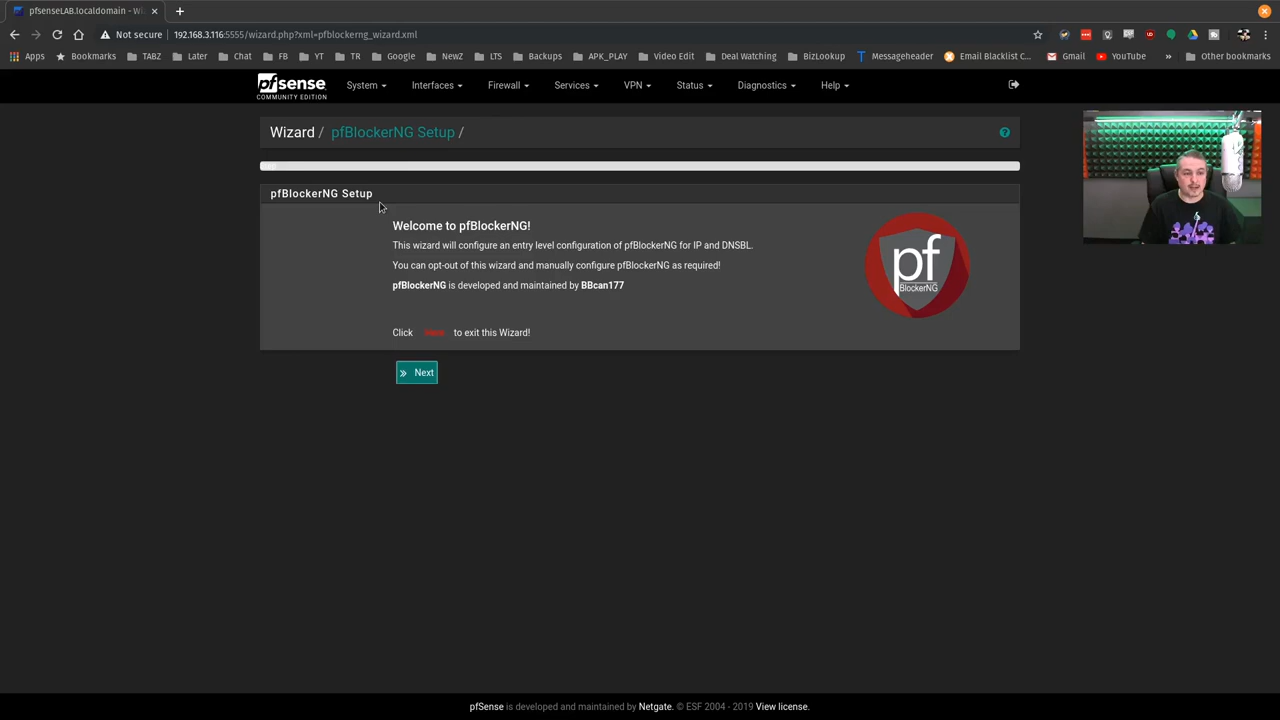 pfsenseLAB.localdomain - Wi
Not secure
192.168.3.116:5555/wizard.php?xml=pfblockerng_wizard.xml
Apps
Bookmarks
TABZ
Later
Chat
FB
YT
TR
Google
NewZ
LTS
Backups
APK_PLAY
Video Edit
Deal Watching
BizLookup
Messageheader
Email Blacklist C...
Gmail
YouTube
»
Other bookmarks
pfsense
COMMUNITY EDITION
System
Interfaces
Firewall
Services
VPN
Status
Diagnostics
Help
Wizard / pfBlockerNG Setup /
pfBlockerNG Setup
Welcome to pfBlockerNG!
This wizard will configure an entry level configuration of pfBlockerNG for IP and DNSBL.
You can opt-out of this wizard and manually configure pfBlockerNG as required!
pfBlockerNG is developed and maintained by BBcan177
pf
BlockerNG
Click here to exit this Wizard!
» Next
pfSense is developed and maintained by Netgate. © ESF 2004 - 2019 View license.